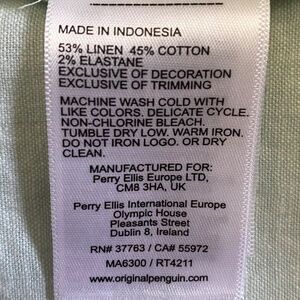 MADE IN INDONESIA
53% LINEN 45% COTTON
2% ELASTANE
EXCLUSIVE OF DECORATION
EXCLUSIVE OF TRIMMING
MACHINE WASH COLD WITH
LIKE COLORS. DELICATE CYCLE.
NON-CHLORINE BLEACH.
TUMBLE DRY LOW. WARM IRON.
DO NOT IRON LOGO. OR DRY
CLEAN.
MANUFACTURED FOR:
Perry Ellis Europe LTD,
CM8 3HA, UK
Perry Ellis International Europe
Olympic House
Pleasants Street
Dublin 8, Ireland
RN# 37763 / CA# 55972
MA6300 / RT4211
www.originalpenguin.com